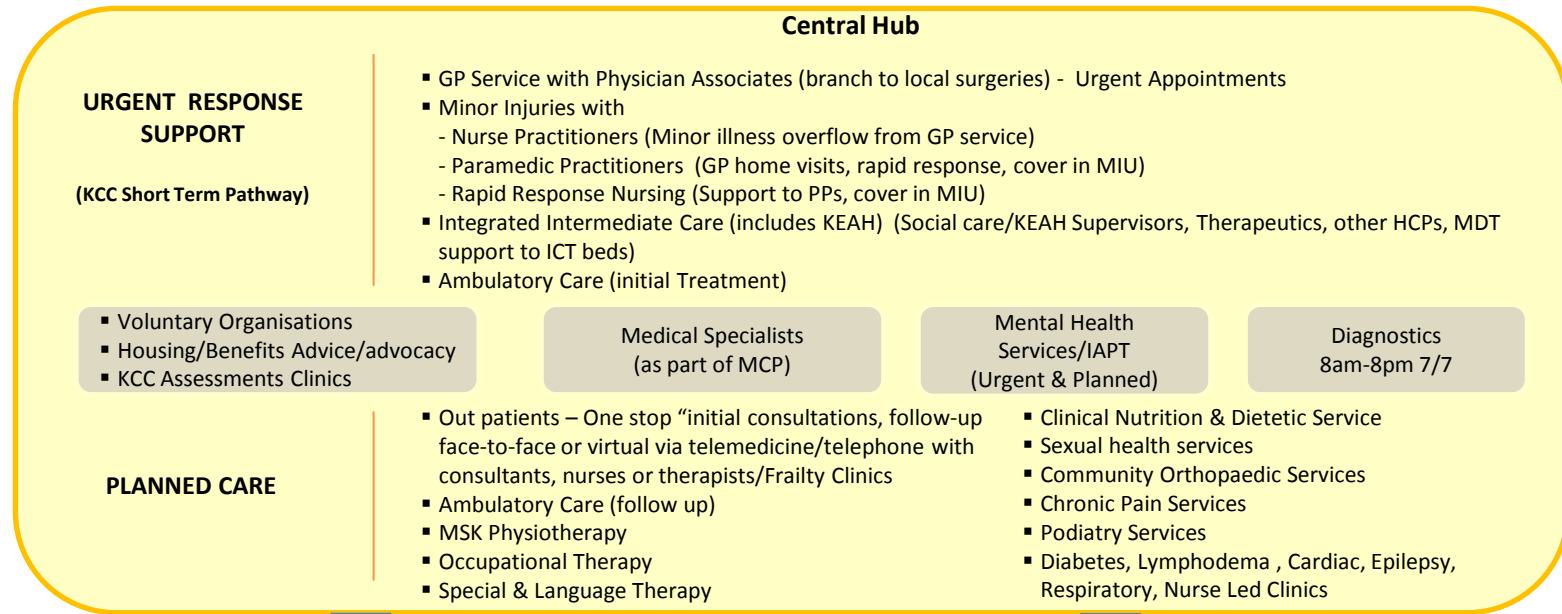 Central Hub
URGENT RESPONSE
SUPPORT
(KCC Short Term Pathway)
▪ GP Service with Physician Associates (branch to local surgeries) - Urgent Appointments
▪ Minor Injuries with
- Nurse Practitioners (Minor illness overflow from GP service)
- Paramedic Practitioners (GP home visits, rapid response, cover in MIU)
- Rapid Response Nursing (Support to PPs, cover in MIU)
▪ Integrated Intermediate Care (includes KEAH) (Social care/KEAH Supervisors, Therapeutics, other HCPs, MDT
support to ICT beds)
▪ Ambulatory Care (initial Treatment)
▪ Voluntary Organisations
▪ Housing/Benefits Advice/advocacy
▪ KCC Assessments Clinics
Medical Specialists
(as part of MCP)
Mental Health
Services/IAPT
(Urgent & Planned)
Diagnostics
8am-8pm 7/7
PLANNED CARE
▪ Out patients – One stop “initial consultations, follow-up
face-to-face or virtual via telemedicine/telephone with
consultants, nurses or therapists/Frailty Clinics
▪ Ambulatory Care (follow up)
▪ MSK Physiotherapy
▪ Occupational Therapy
▪ Special & Language Therapy
▪ Clinical Nutrition & Dietetic Service
▪ Sexual health services
▪ Community Orthopaedic Services
▪ Chronic Pain Services
▪ Podiatry Services
▪ Diabetes, Lymphodema , Cardiac, Epilepsy,
Respiratory, Nurse Led Clinics